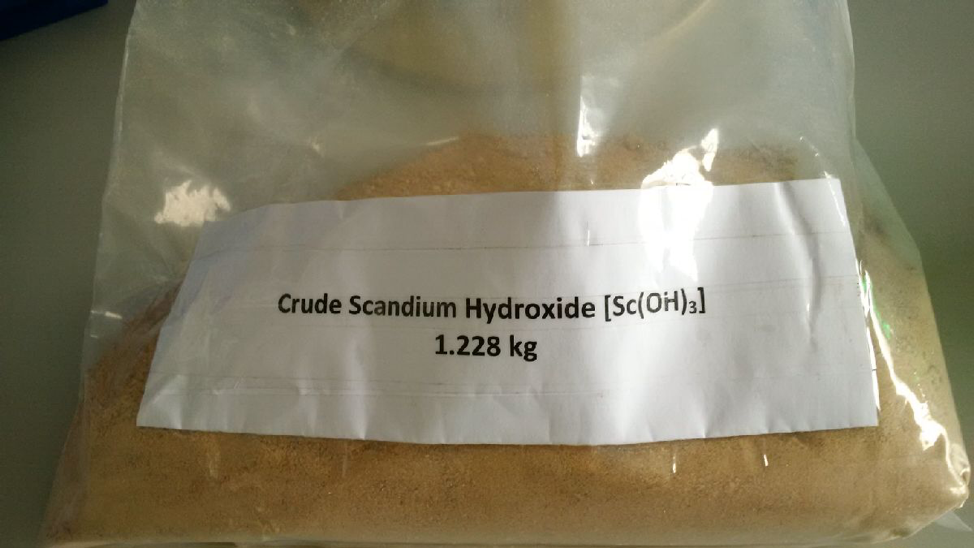 Crude Scandium Hydroxide [Sc(OH)₃]
1.228 kg